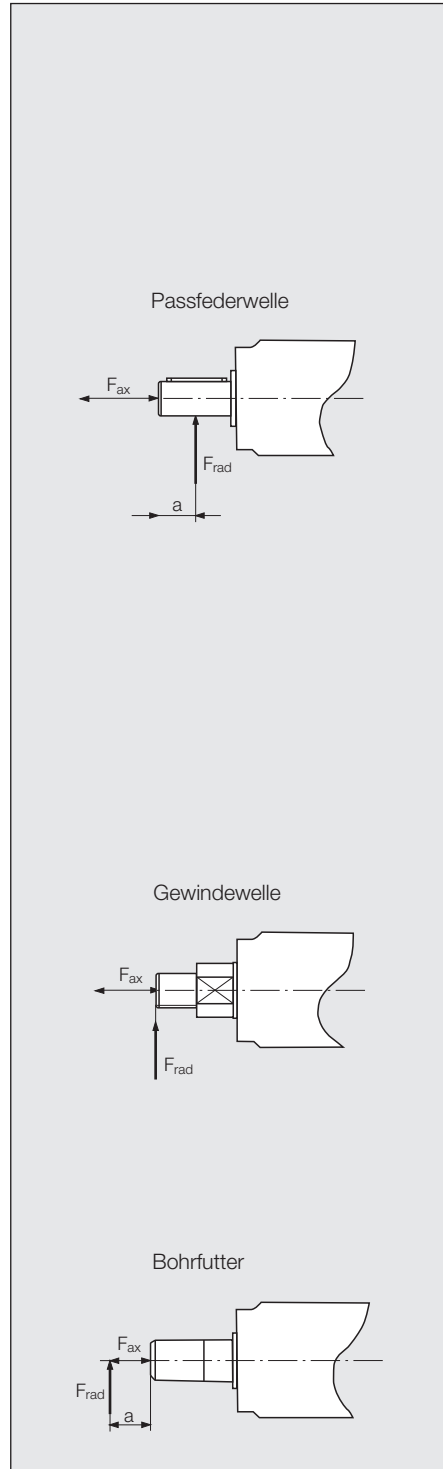 Passfederwelle
Fax
Frad
a
Gewindewelle
Fax
Frad
Bohrfutter
Fax
Frad
a